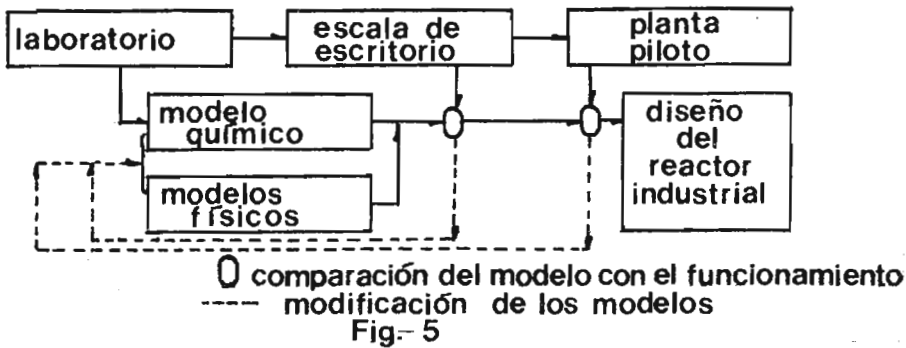 laboratorio
escala de
escritorio
planta
piloto
modelo
químico
modelos
físicos
diseño
del
reactor
industrial
comparación del modelo con el funcionamiento
---- modificación de los modelos
Fig.- 5